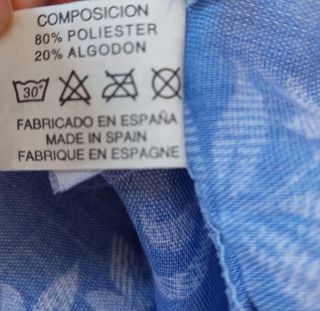 COMPOSICION
80% POLIESTER
20% ALGODON
30°
FABRICADO EN ESPAÑA
MADE IN SPAIN
FABRIQUE EN ESPAGNE